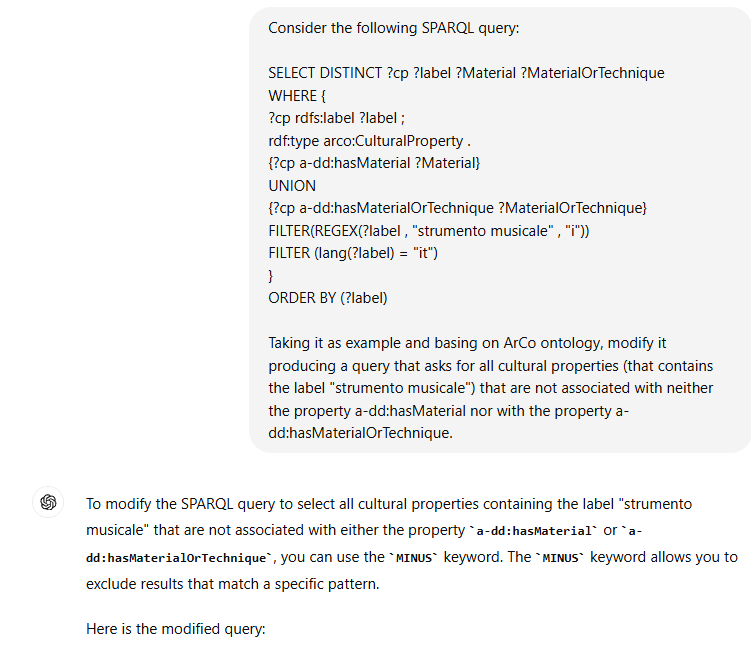 Consider the following SPARQL query:
SELECT DISTINCT ?cp ?label ?Material ?MaterialOrTechnique
WHERE {
?cp rdfs:label ?label ;
rdf:type arco:CulturalProperty .
{?cp a-dd:hasMaterial ?Material}
UNION
{?cp a-dd:hasMaterialOrTechnique ?MaterialOrTechnique}
FILTER(REGEX(?label , "strumento musicale" , "i"))
FILTER (lang(?label) = "it")
}
ORDER BY (?label)
Taking it as example and basing on ArCo ontology, modify it
producing a query that asks for all cultural properties (that contains
the label "strumento musicale") that are not associated with neither
the property a-dd:hasMaterial nor with the property a-
dd:hasMaterialOrTechnique.
To modify the SPARQL query to select all cultural properties containing the label "strumento
musicale" that are not associated with either the property `a-dd:hasMaterial` or `a-
dd:hasMaterialOrTechnique`, you can use the `MINUS` keyword. The `MINUS` keyword allows you to
exclude results that match a specific pattern.
Here is the modified query: